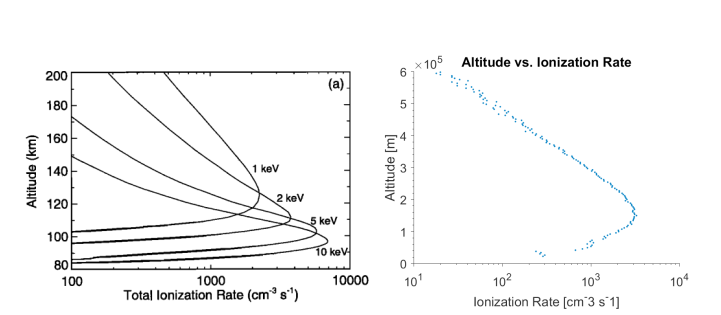 (a)
200
180
160
140
120
100
80
Altitude (km)
1 keV
2 keV
5 keV
10 keV
100
1000
10000
Total Ionization Rate (cm⁻³ s⁻¹)
Altitude vs. Ionization Rate
×10⁵
6
5
4
3
2
1
0
Altitude [m]
10¹
10²
10³
10⁴
Ionization Rate [cm⁻3 s⁻1]